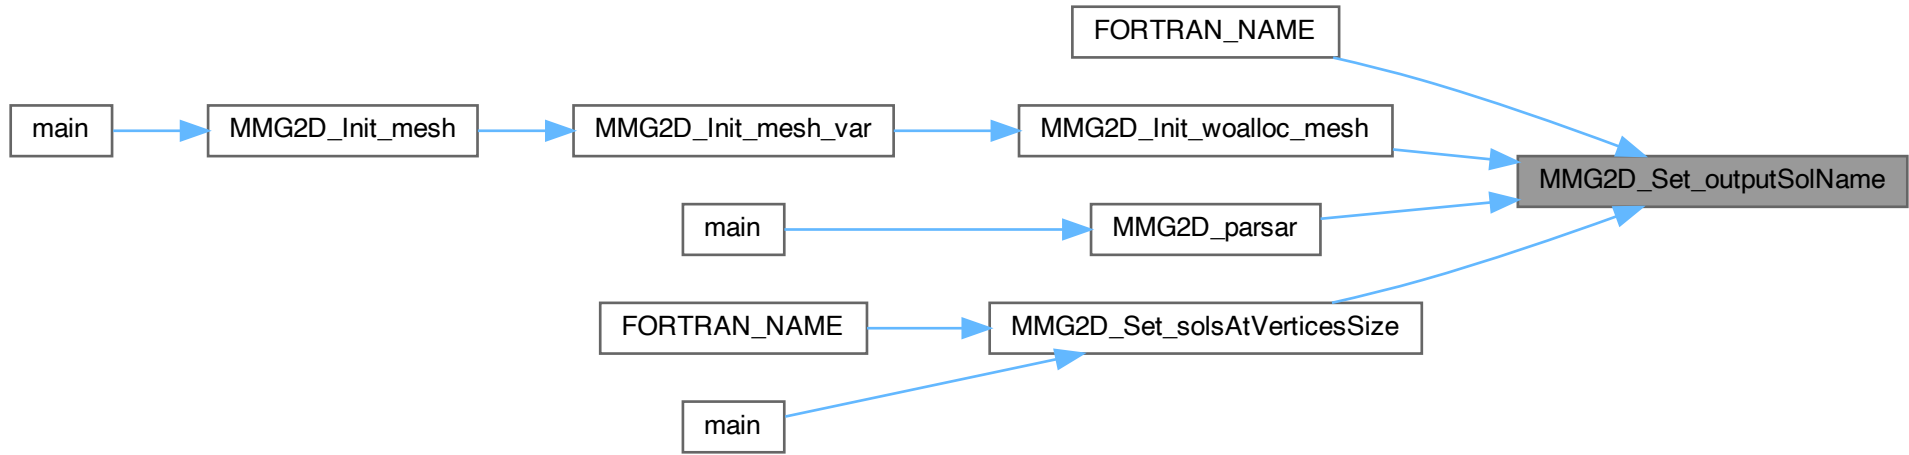 FORTRAN_NAME
main
MMG2D_Init_mesh
MMG2D_Init_mesh_var
MMG2D_Init_woalloc_mesh
MMG2D_Set_outputSolName
main
MMG2D_parsar
FORTRAN_NAME
MMG2D_Set_solsAtVerticesSize
main